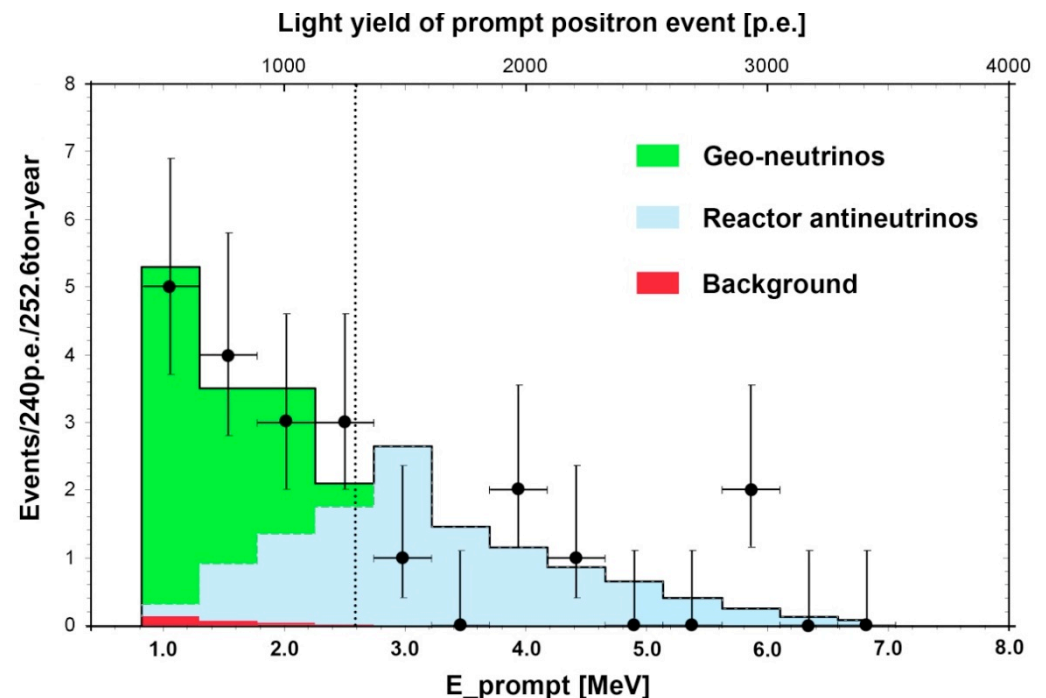 Light yield of prompt positron event [p.e.]
1000 2000 3000 4000
8
7
6
5
4
3
2
1
0
Events/240p.e./252.6ton-year
Geo-neutrinos
Reactor antineutrinos
Background
1.0 2.0 3.0 4.0 5.0 6.0 7.0 8.0
E_prompt [MeV]